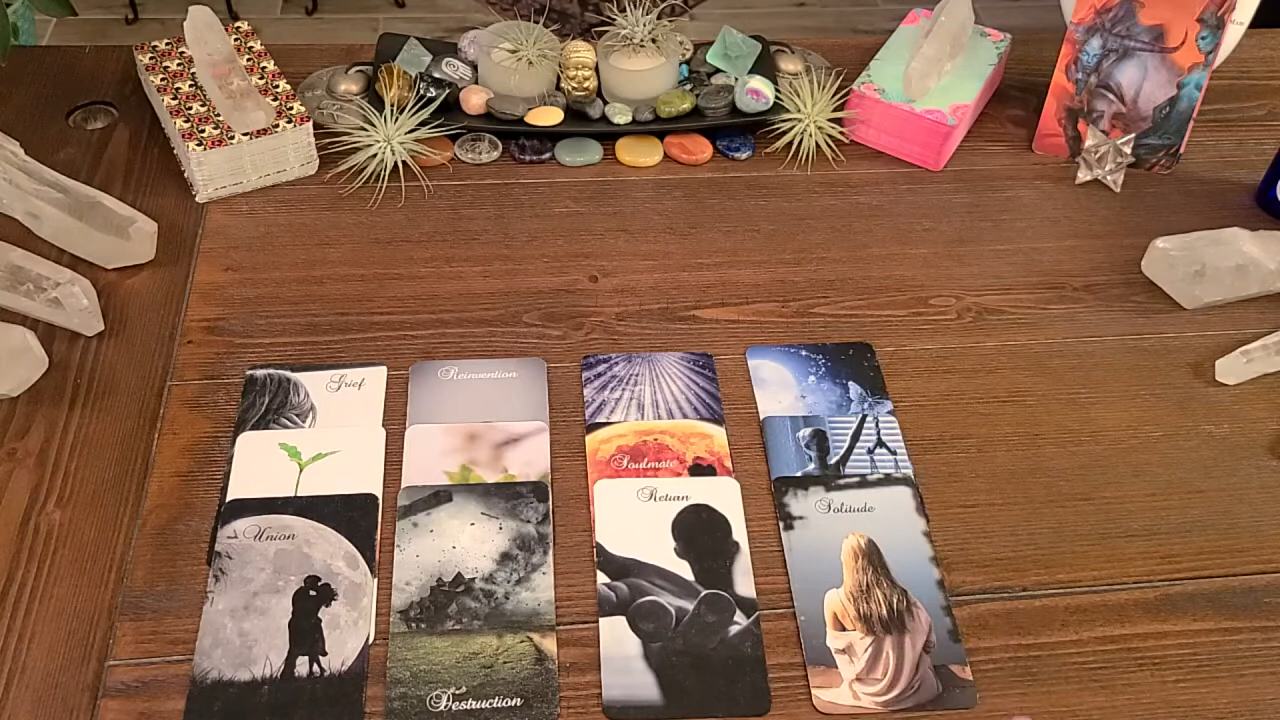 Grief
Reinvention
Soulmate
Union
Return
Solitude
Destruction